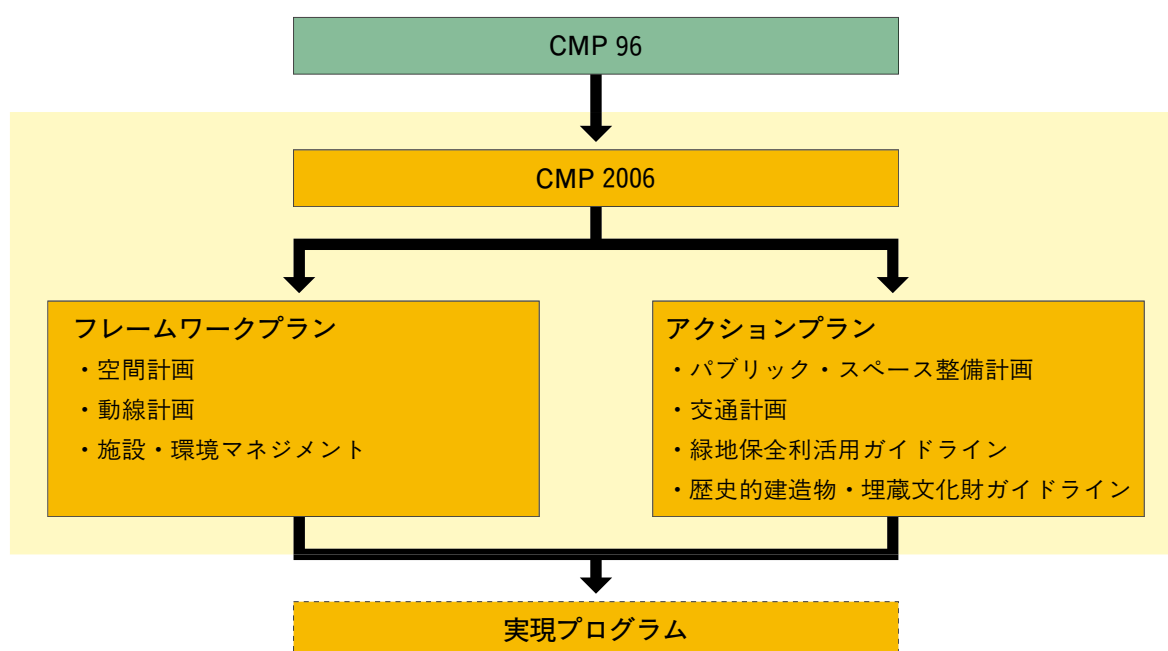 CMP 96
CMP 2006
フレームワークプラン
・空間計画
・動線計画
・施設・環境マネジメント
アクションプラン
・パブリック・スペース整備計画
・交通計画
・緑地保全利活用ガイドライン
・歴史的建造物・埋蔵文化財ガイドライン
実現プログラム